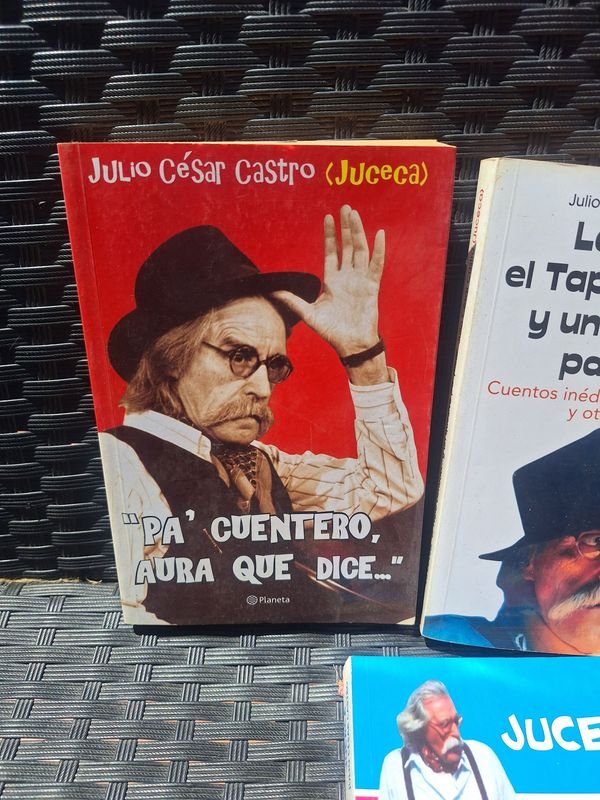 Julio César Castro (Juceca)
"PA' CUENTERO,
AURA QUE DICE..."
Planeta
(Juceca)
Julio
el Tap
y un
pa
Cuentos inéd
y ot
JUCE